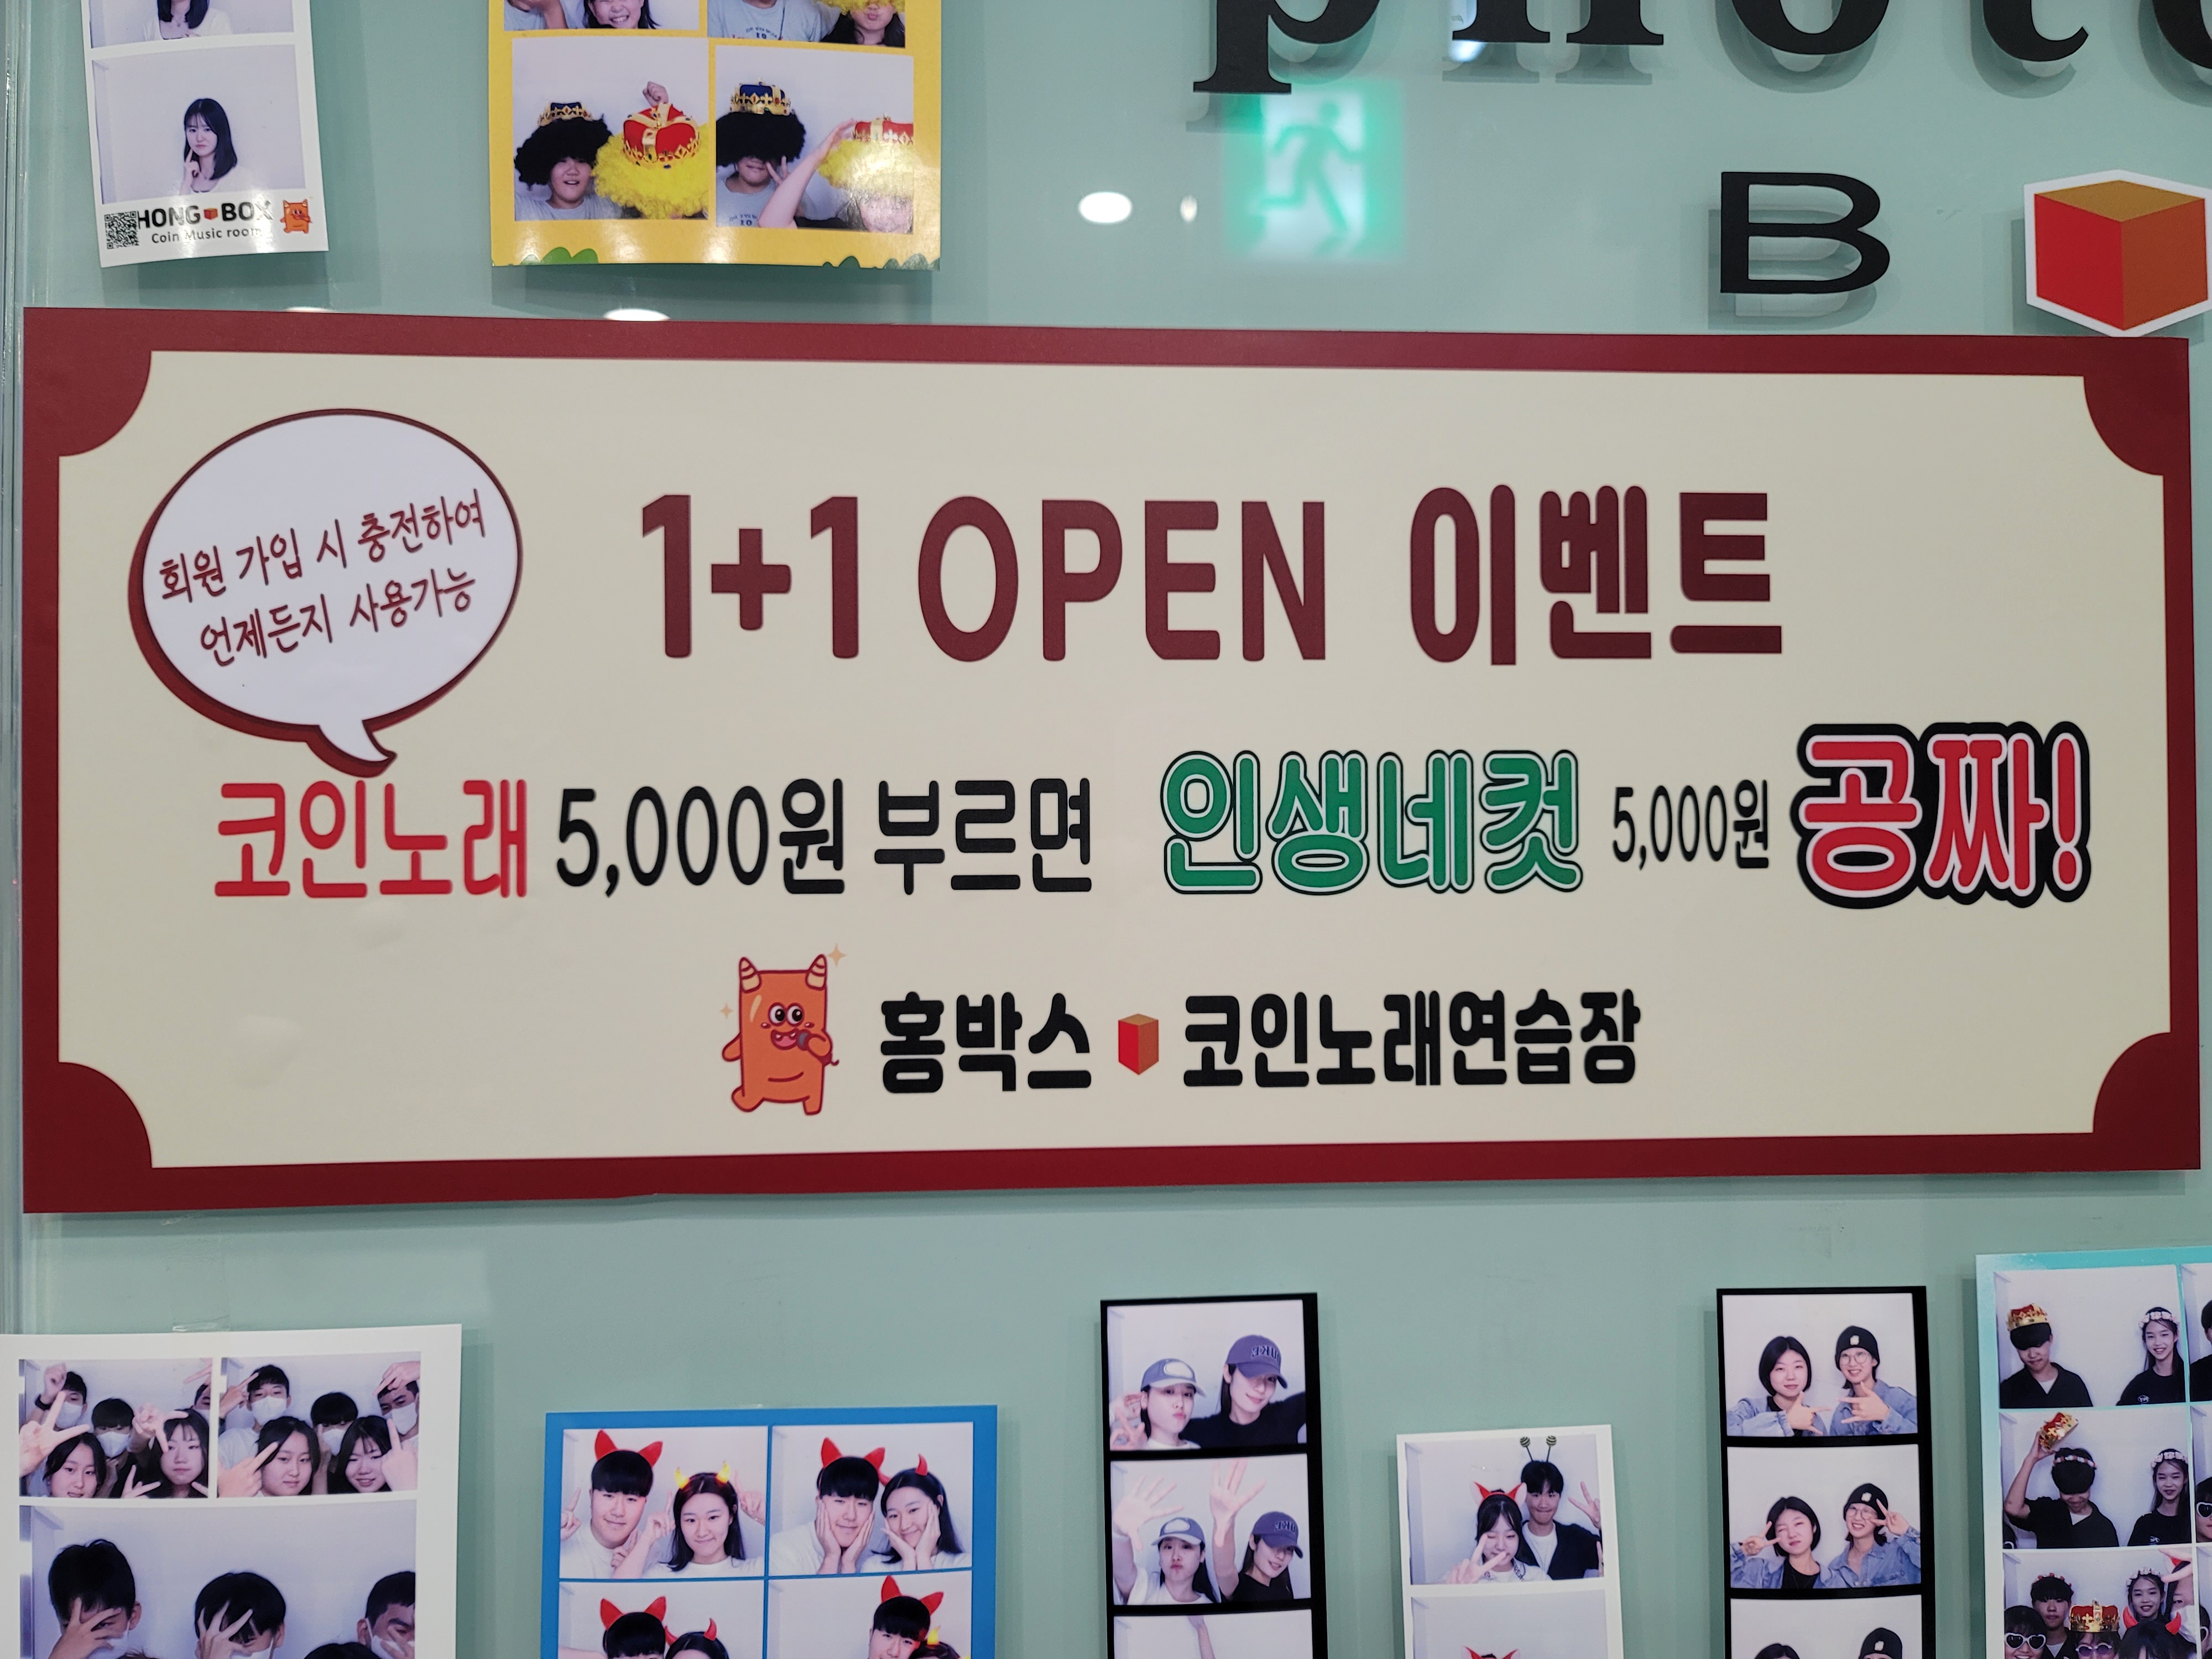 HONG BOX
Coin Music room
phot
B
회원 가입 시 충전하여
언제든지 사용가능
1+1 OPEN 이벤트
코인노래 5,000원 부르면 인생네컷 5,000원 공짜!
홍박스 코인노래연습장